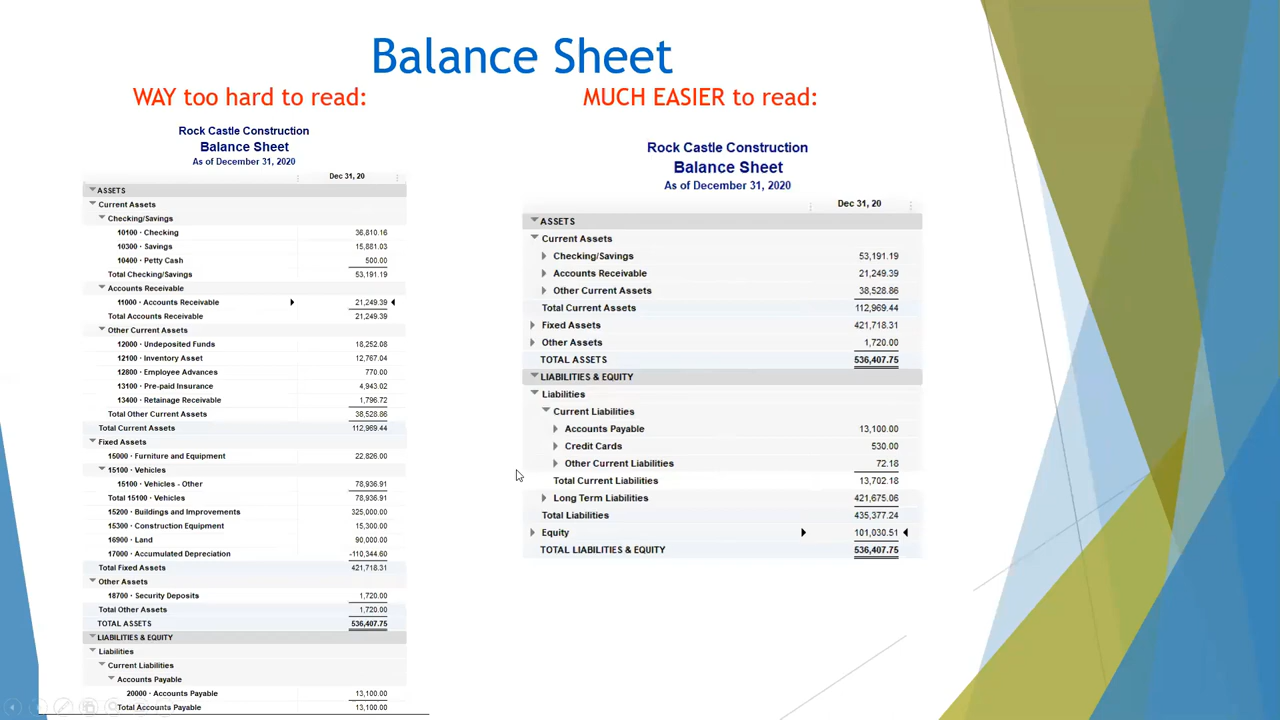 Balance Sheet
WAY too hard to read:
Rock Castle Construction
Balance Sheet
As of December 31, 2020
Dec 31, 20
ASSETS
Current Assets
Checking/Savings
10100 · Checking 36,810.16
10300 · Savings 15,881.03
10400 · Petty Cash 500.00
Total Checking/Savings 53,191.19
Accounts Receivable
11000 · Accounts Receivable 21,249.39
Total Accounts Receivable 21,249.39
Other Current Assets
12000 · Undeposited Funds 18,252.08
12100 · Inventory Asset 12,767.04
12800 · Employee Advances 770.00
13100 · Pre-paid Insurance 4,943.02
13400 · Retainage Receivable 1,796.72
Total Other Current Assets 38,528.86
Total Current Assets 112,969.44
Fixed Assets
15000 · Furniture and Equipment 22,826.00
15100 · Vehicles
15100 · Vehicles - Other 78,936.91
Total 15100 · Vehicles 78,936.91
15200 · Buildings and Improvements 325,000.00
15300 · Construction Equipment 15,300.00
16900 · Land 90,000.00
17000 · Accumulated Depreciation -110,344.60
Total Fixed Assets 421,718.31
Other Assets
18700 · Security Deposits 1,720.00
Total Other Assets 1,720.00
TOTAL ASSETS 536,407.75
LIABILITIES & EQUITY
Liabilities
Current Liabilities
Accounts Payable
20000 · Accounts Payable 13,100.00
Total Accounts Payable 13,100.00
MUCH EASIER to read:
Rock Castle Construction
Balance Sheet
As of December 31, 2020
Dec 31, 20
ASSETS
Current Assets
Checking/Savings 53,191.19
Accounts Receivable 21,249.39
Other Current Assets 38,528.86
Total Current Assets 112,969.44
Fixed Assets 421,718.31
Other Assets 1,720.00
TOTAL ASSETS 536,407.75
LIABILITIES & EQUITY
Liabilities
Current Liabilities
Accounts Payable 13,100.00
Credit Cards 530.00
Other Current Liabilities 72.18
Total Current Liabilities 13,702.18
Long Term Liabilities 421,675.06
Total Liabilities 435,377.24
Equity 101,030.51
TOTAL LIABILITIES & EQUITY 536,407.75